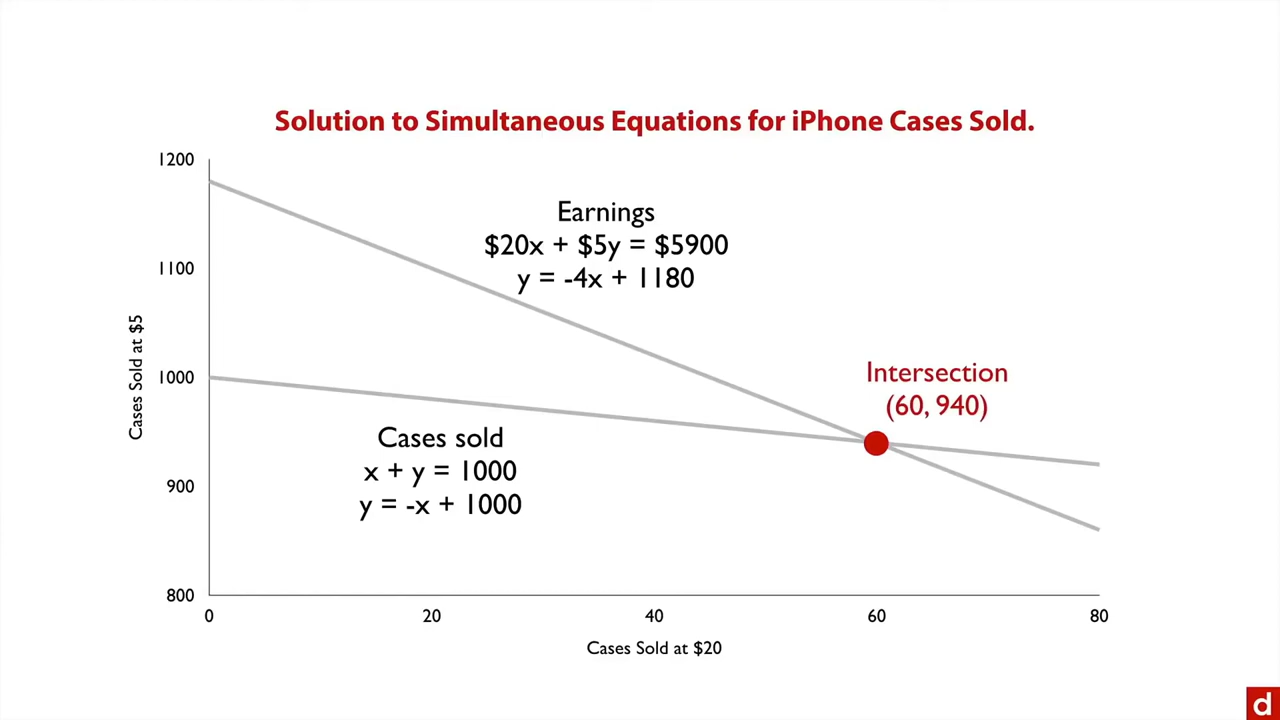 Solution to Simultaneous Equations for iPhone Cases Sold.
1200
1100
1000
900
800
Cases Sold at $5
Earnings
$20x + $5y = $5900
y = -4x + 1180
Intersection
(60, 940)
Cases sold
x + y = 1000
y = -x + 1000
0
20
40
60
80
Cases Sold at $20
d